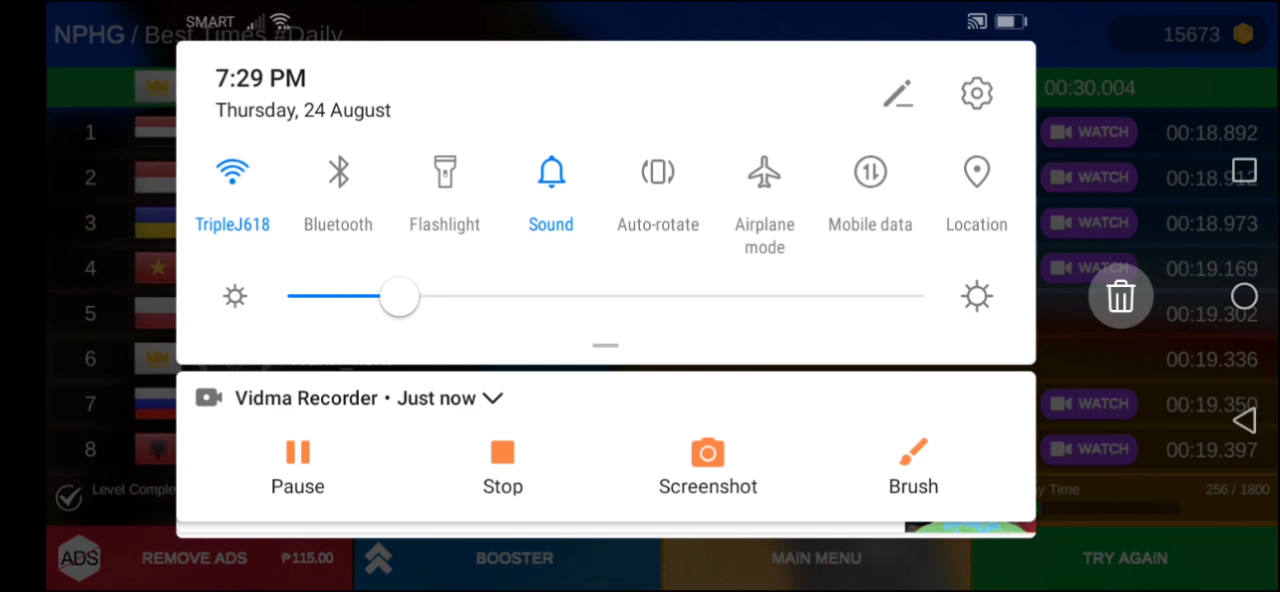 SMART
NPHG / Best Times #Daily
15673
7:29 PM
Thursday, 24 August
00:30.004
1 WATCH 00:18.892
2 WATCH 00:18.912
3 WATCH 00:18.973
4 WATCH 00:19.169
5 00:19.302
6 00:19.336
7 WATCH 00:19.350
8 WATCH 00:19.397
TripleJ618
Bluetooth
Flashlight
Sound
Auto-rotate
Airplane
mode
Mobile data
Location
Vidma Recorder • Just now
Pause
Stop
Screenshot
Brush
Level Comple
y Time
256 / 1800
ADS
REMOVE ADS
₱115.00
BOOSTER
MAIN MENU
TRY AGAIN